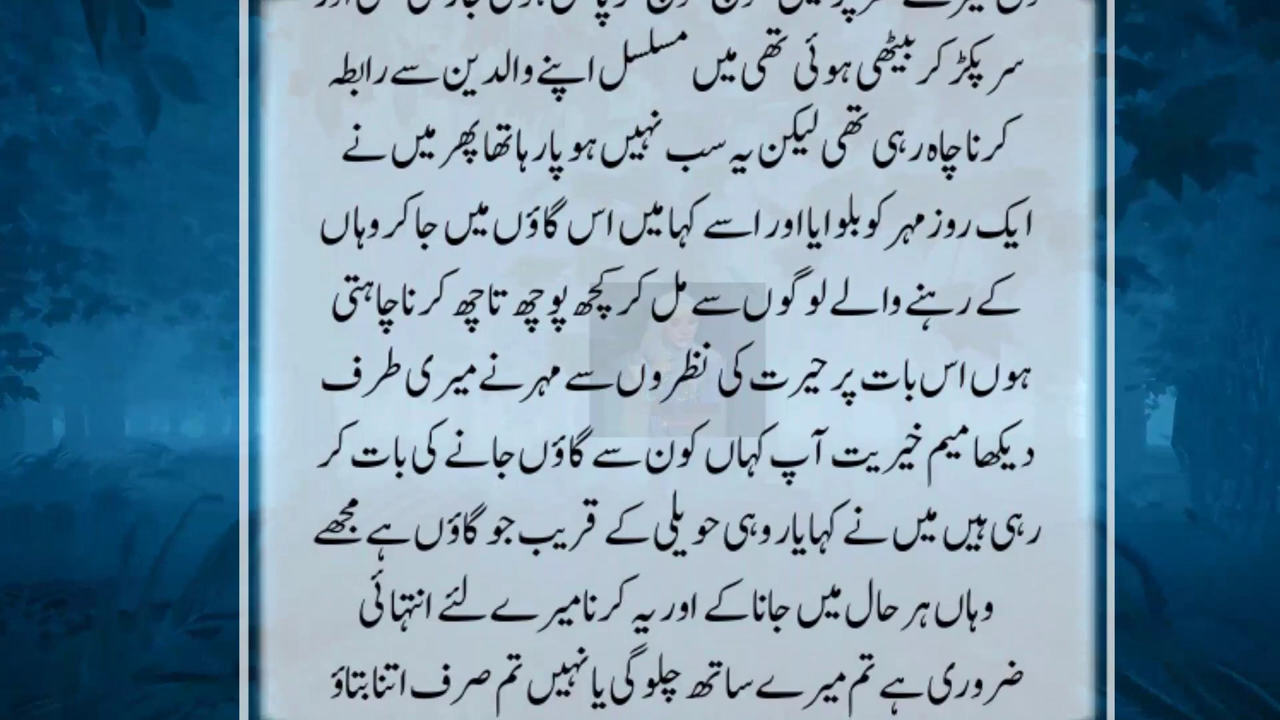 سر پکڑ کر بیٹھی ہوئی تھی میں مسلسل اپنے والدین سے رابطہ
کرنا چاہ رہی تھی لیکن یہ سب نہیں ہو پا رہا تھا پھر میں نے
ایک روز مہر کو بلوایا اور اسے کہا میں اس گاؤں میں جا کر وہاں
کے رہنے والے لوگوں سے مل کر کچھ پوچھ تاچھ کرنا چاہتی
ہوں اس بات پر حیرت کی نظروں سے مہر نے میری طرف
دیکھا میم خیریت آپ کہاں کون سے گاؤں جانے کی بات کر
رہی ہیں میں نے کہا یار وہی حویلی کے قریب جو گاؤں ہے مجھے
وہاں ہر حال میں جانا کے اور یہ کرنا میرے لئے انتہائی
ضروری ہے تم میرے ساتھ چلو گی یا نہیں تم صرف اتنا بتاؤ